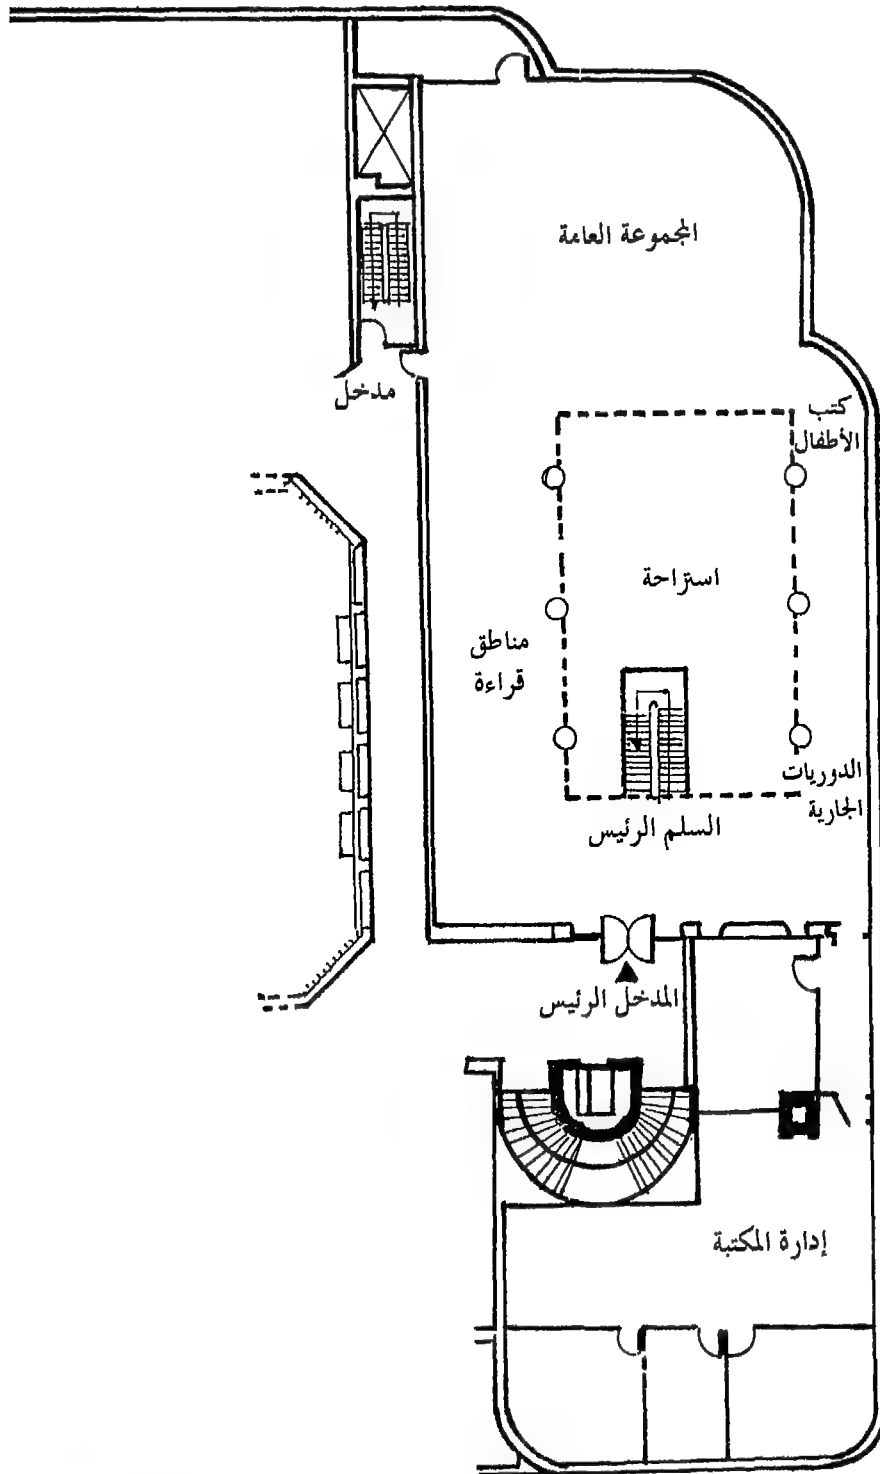 المجموعة العامة
مدخل
كتب
الأطفال
استراحة
مناطق
قراءة
الدوريات
الجارية
السلم الرئيس
المدخل الرئيس
إدارة المكتبة